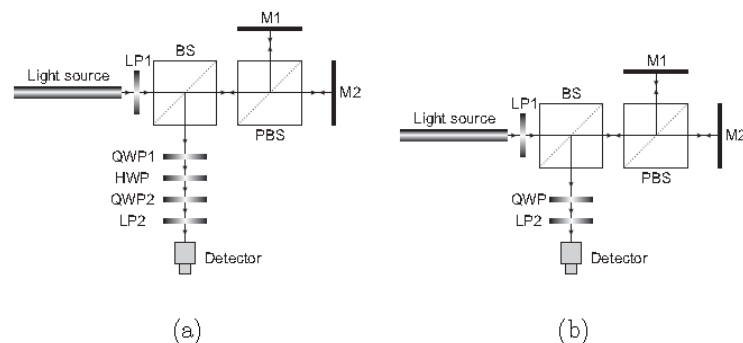 M1
BS
LP1
Light source
M2
PBS
QWP1
HWP
QWP2
LP2
Detector
(a)
M1
BS
LP1
Light source
M2
PBS
QWP
LP2
Detector
(b)